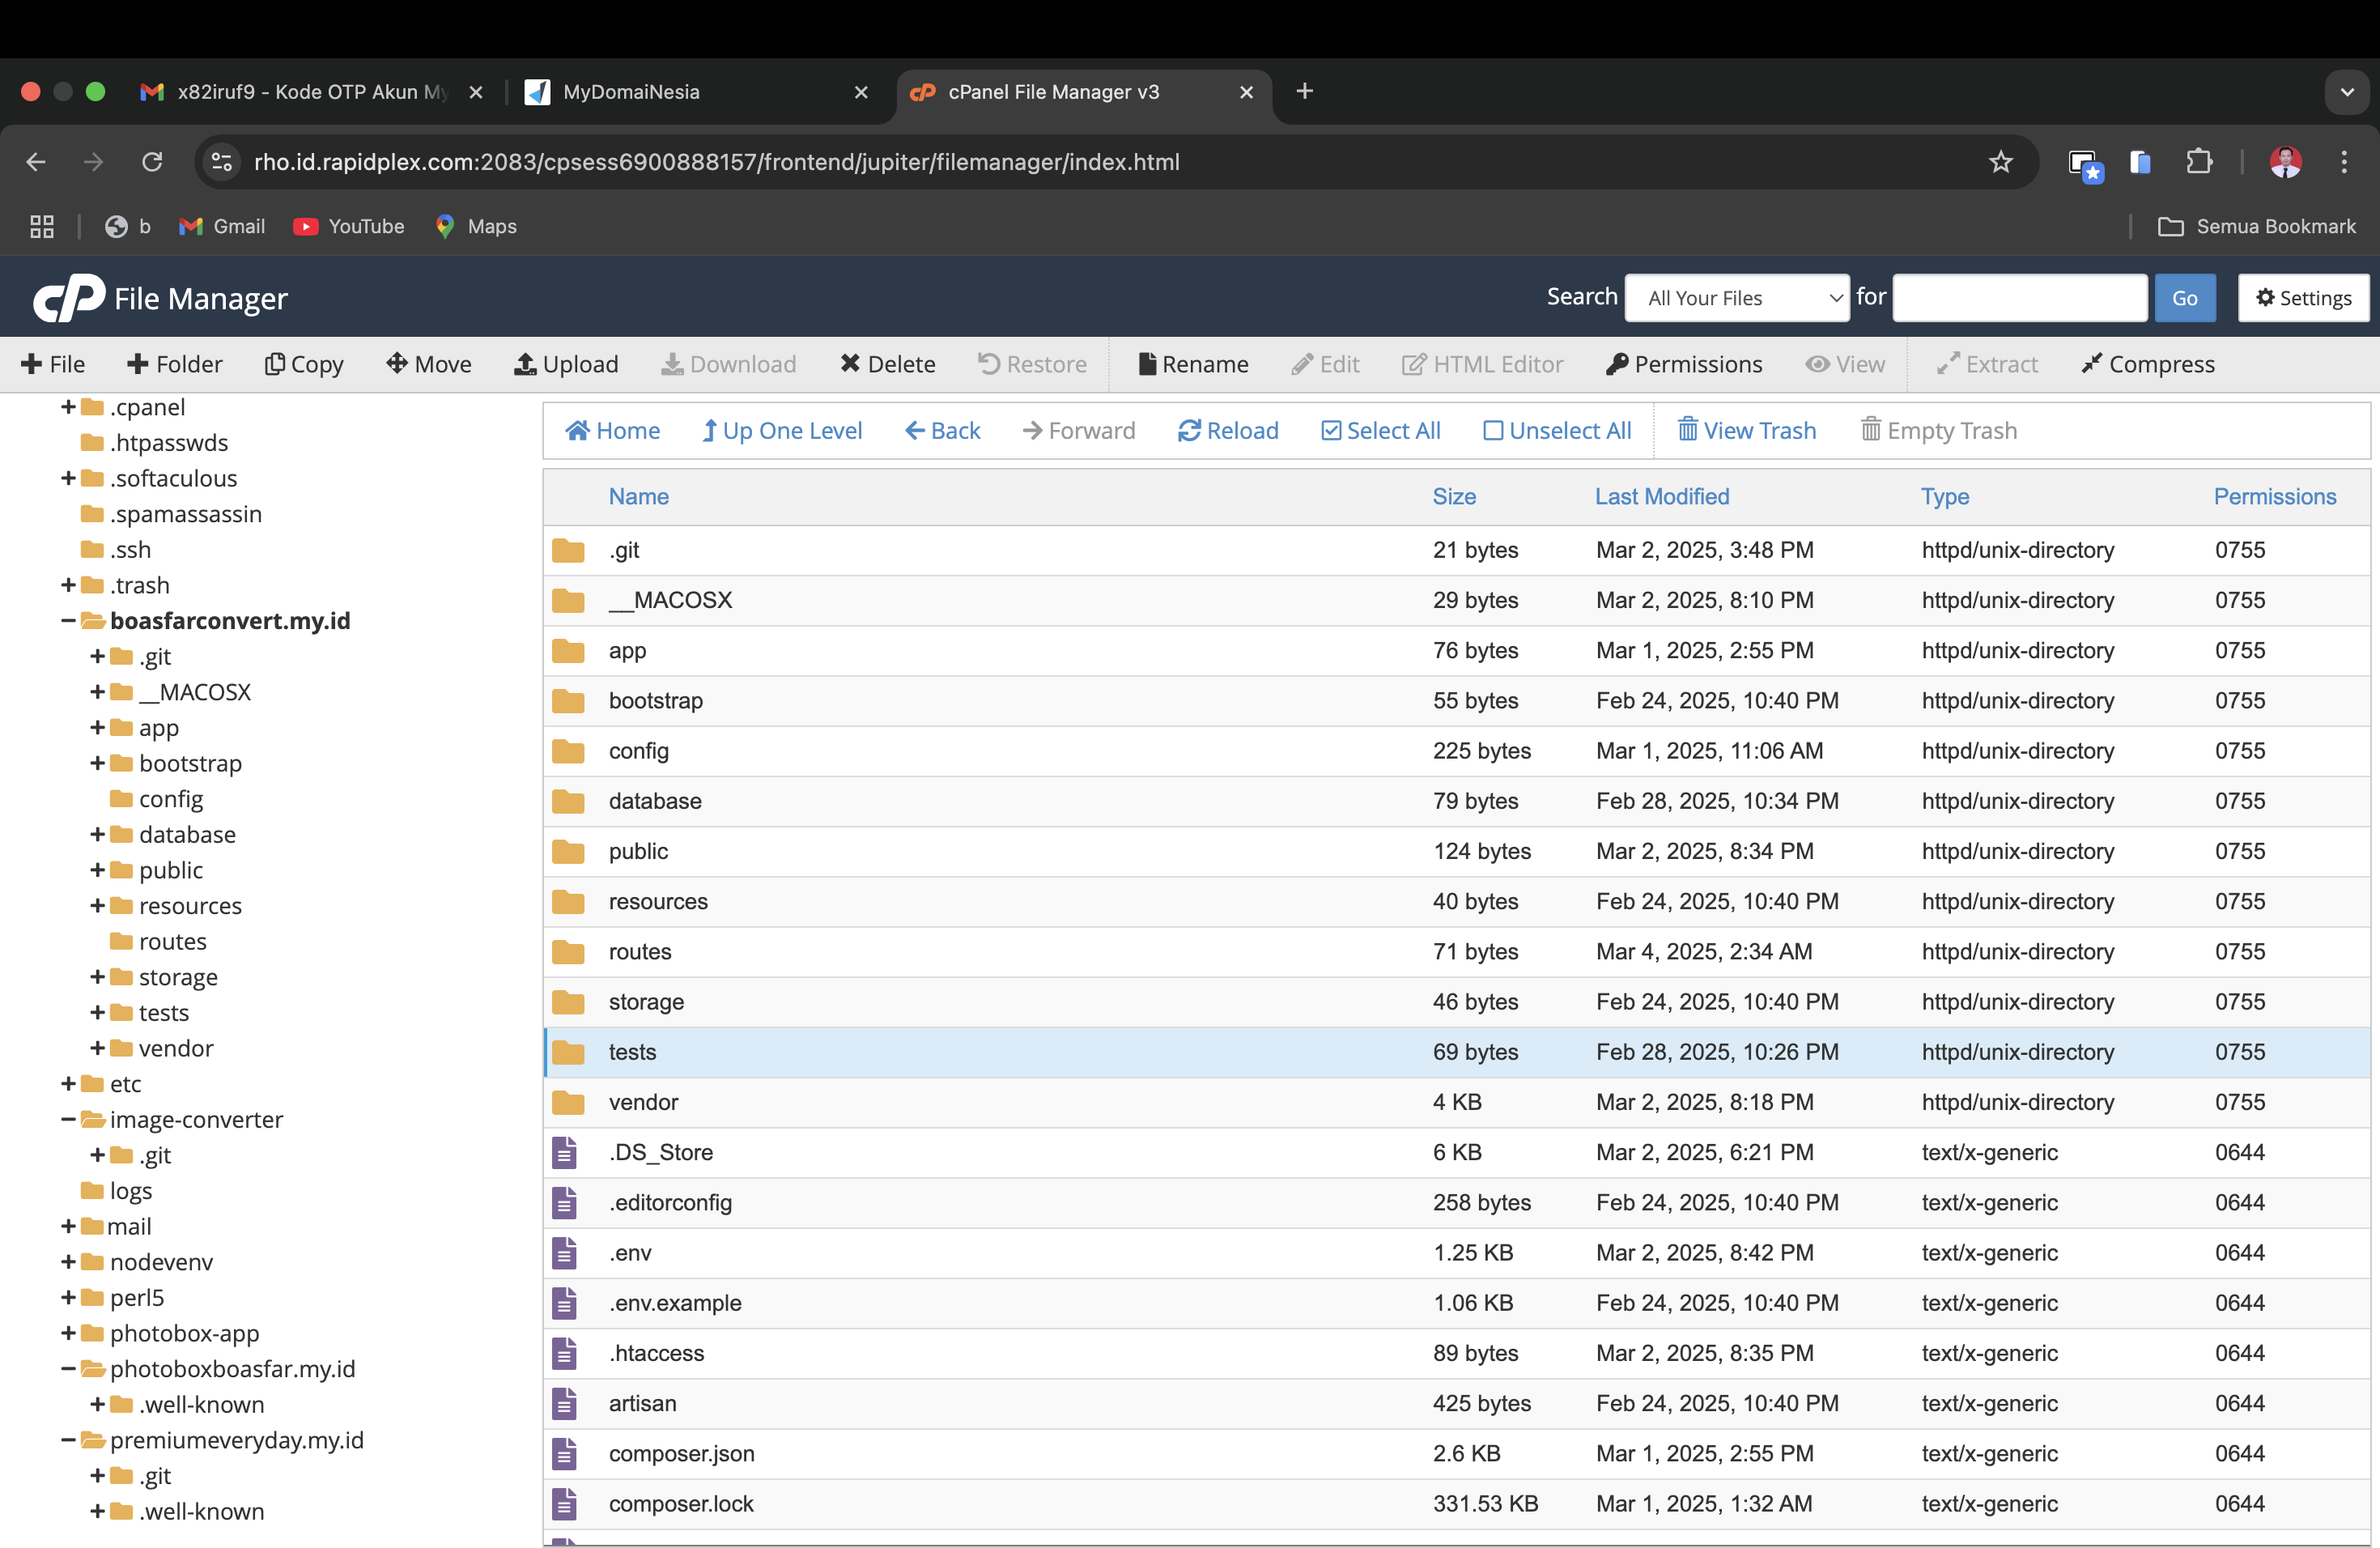 x82iruf9 - Kode OTP Akun My
MyDomaiNesia
cPanel File Manager v3
rho.id.rapidplex.com:2083/cpsess6900888157/frontend/jupiter/filemanager/index.html
b Gmail YouTube Maps Semua Bookmark
cP File Manager Search All Your Files for Go Settings
File Folder Copy Move Upload Download Delete Restore Rename Edit HTML Editor Permissions View Extract Compress
.cpanel
.htpasswds
.softaculous
.spamassassin
.ssh
.trash
boasfarconvert.my.id
.git
__MACOSX
app
bootstrap
config
database
public
resources
routes
storage
tests
vendor
etc
image-converter
.git
logs
mail
nodevenv
perl5
photobox-app
photoboxboasfar.my.id
.well-known
premiumeveryday.my.id
.git
.well-known
Home Up One Level Back Forward Reload Select All Unselect All View Trash Empty Trash
Name Size Last Modified Type Permissions
.git 21 bytes Mar 2, 2025, 3:48 PM httpd/unix-directory 0755
__MACOSX 29 bytes Mar 2, 2025, 8:10 PM httpd/unix-directory 0755
app 76 bytes Mar 1, 2025, 2:55 PM httpd/unix-directory 0755
bootstrap 55 bytes Feb 24, 2025, 10:40 PM httpd/unix-directory 0755
config 225 bytes Mar 1, 2025, 11:06 AM httpd/unix-directory 0755
database 79 bytes Feb 28, 2025, 10:34 PM httpd/unix-directory 0755
public 124 bytes Mar 2, 2025, 8:34 PM httpd/unix-directory 0755
resources 40 bytes Feb 24, 2025, 10:40 PM httpd/unix-directory 0755
routes 71 bytes Mar 4, 2025, 2:34 AM httpd/unix-directory 0755
storage 46 bytes Feb 24, 2025, 10:40 PM httpd/unix-directory 0755
tests 69 bytes Feb 28, 2025, 10:26 PM httpd/unix-directory 0755
vendor 4 KB Mar 2, 2025, 8:18 PM httpd/unix-directory 0755
.DS_Store 6 KB Mar 2, 2025, 6:21 PM text/x-generic 0644
.editorconfig 258 bytes Feb 24, 2025, 10:40 PM text/x-generic 0644
.env 1.25 KB Mar 2, 2025, 8:42 PM text/x-generic 0644
.env.example 1.06 KB Feb 24, 2025, 10:40 PM text/x-generic 0644
.htaccess 89 bytes Mar 2, 2025, 8:35 PM text/x-generic 0644
artisan 425 bytes Feb 24, 2025, 10:40 PM text/x-generic 0644
composer.json 2.6 KB Mar 1, 2025, 2:55 PM text/x-generic 0644
composer.lock 331.53 KB Mar 1, 2025, 1:32 AM text/x-generic 0644